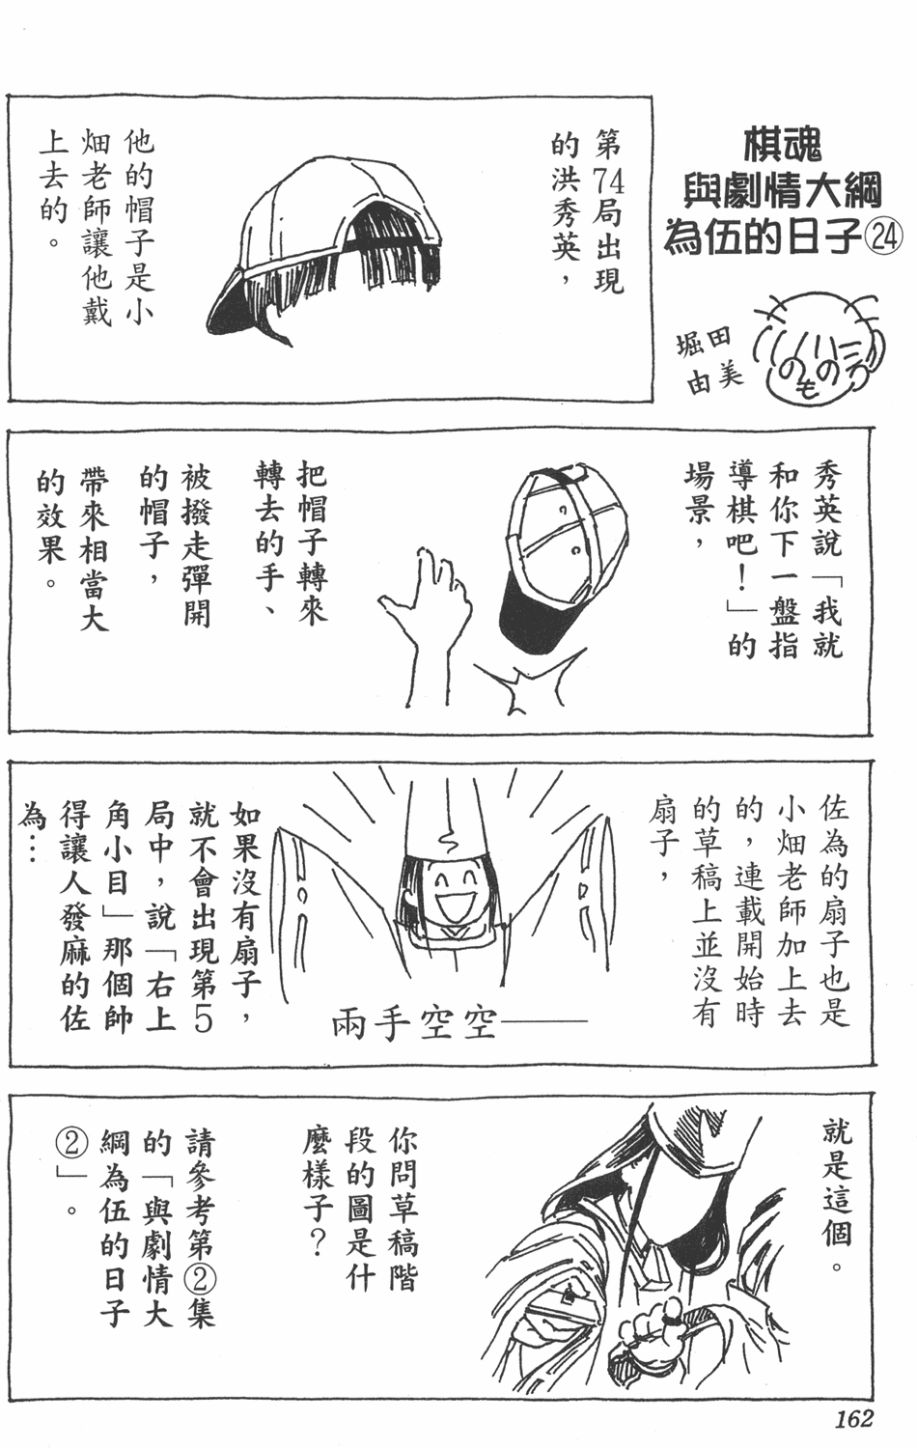 棋魂
與劇情大綱
為伍的日子㉔
堀田
由美
第74局出現
的洪秀英，
他的帽子是小
畑老師讓他戴
上去的。
秀英說「我就
和你下一盤指
導棋吧！」的
場景，
把帽子轉來
轉去的手、
被撥走彈開
的帽子，
帶來相當大
的效果。
佐為的扇子也是
小畑老師加上去
的，連載開始時
的草稿上並沒有
扇子，
兩手空空——
如果沒有扇子，
就不會出現第5
局中，說「右上
角小目」那個帥
得讓人發麻的佐
為…
就是這個。
你問草稿階
段的圖是什
麼樣子？
請參考第②集
的「與劇情大
綱為伍的日子
②」。
162